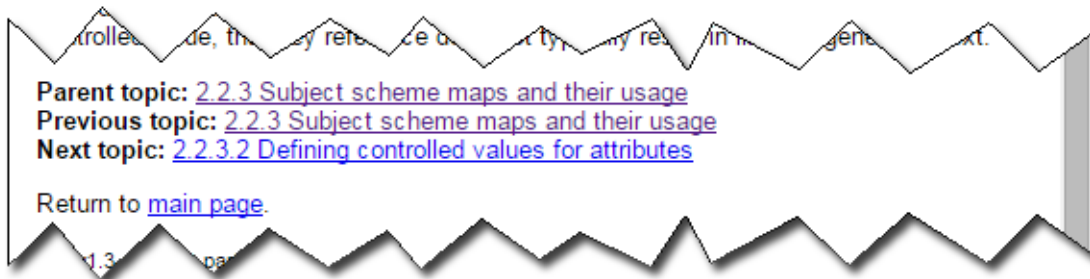 in
Parent topic: 2.2.3 Subject scheme maps and their usage
Previous topic: 2.2.3 Subject scheme maps and their usage
Next topic: 2.2.3.2 Defining controlled values for attributes
Return to main page.